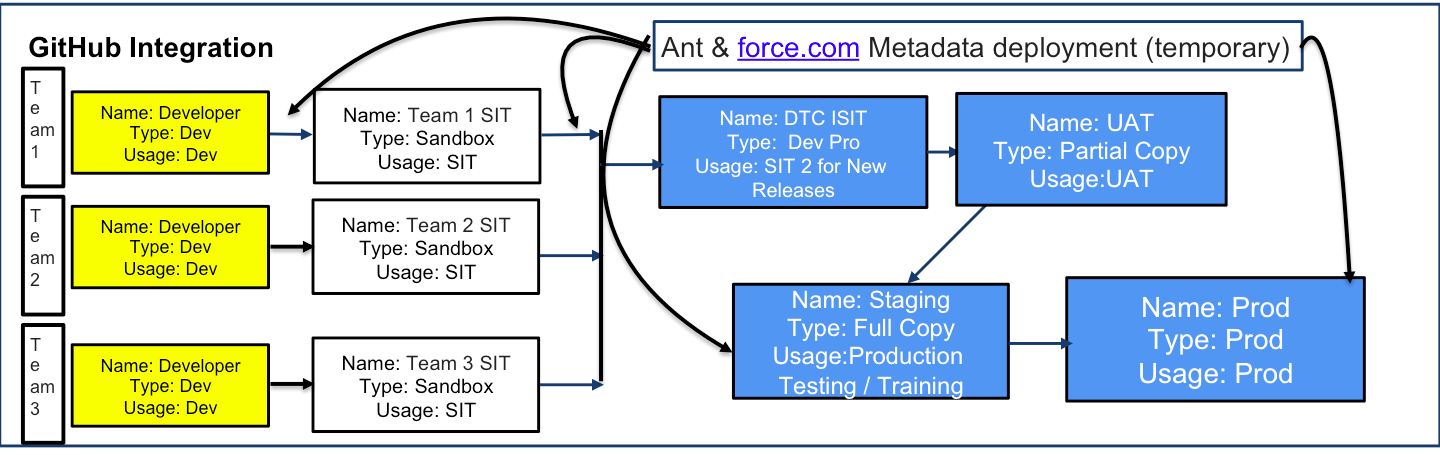 GitHub Integration
Ant & force.com Metadata deployment (temporary)
T
e
am
1
Name: Developer
Type: Dev
Usage: Dev
Name: Team 1 SIT
Type: Sandbox
Usage: SIT
Name: DTC ISIT
Type: Dev Pro
Usage: SIT 2 for New
Releases
Name: UAT
Type: Partial Copy
Usage:UAT
T
e
am
2
Name: Developer
Type: Dev
Usage: Dev
Name: Team 2 SIT
Type: Sandbox
Usage: SIT
Name: Staging
Type: Full Copy
Usage:Production
Testing / Training
Name: Prod
Type: Prod
Usage: Prod
T
e
am
3
Name: Developer
Type: Dev
Usage: Dev
Name: Team 3 SIT
Type: Sandbox
Usage: SIT